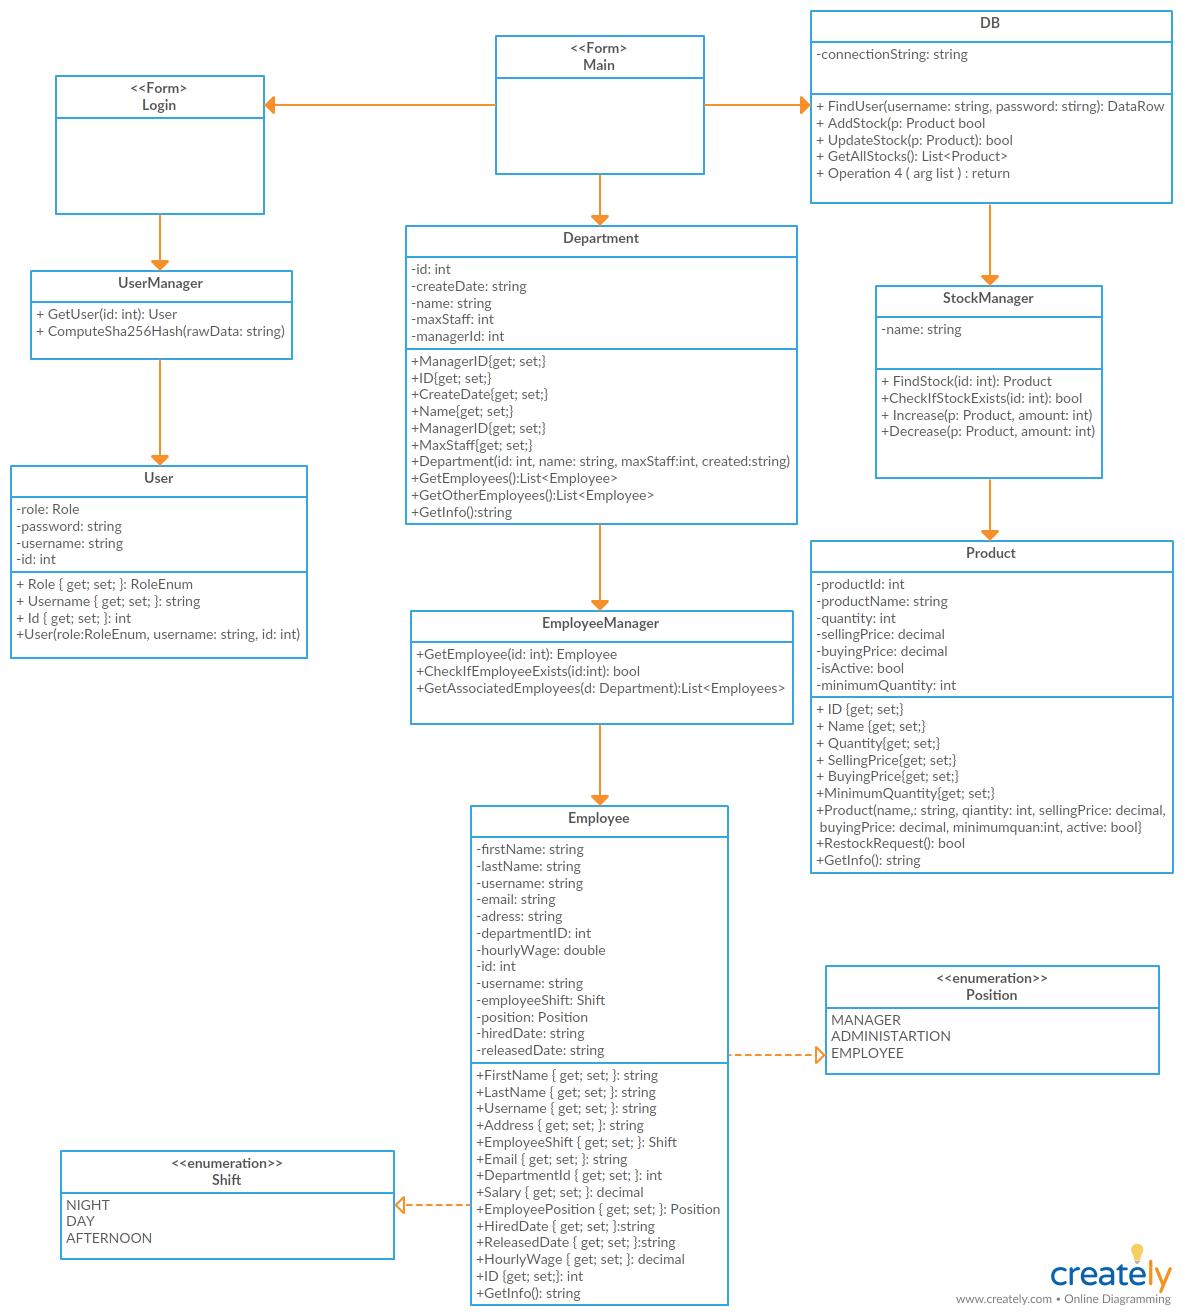 <<Form>>
Login
<<Form>>
Main
DB
-connectionString: string
+ FindUser(username: string, password: stirng): DataRow
+ AddStock(p: Product bool
+ UpdateStock(p: Product): bool
+ GetAllStocks(): List<Product>
+ Operation 4 ( arg list ) : return
UserManager
+ GetUser(id: int): User
+ ComputeSha256Hash(rawData: string)
Department
-id: int
-createDate: string
-name: string
-maxStaff: int
-managerId: int
+ManagerID{get; set;}
+ID{get; set;}
+CreateDate{get; set;}
+Name{get; set;}
+ManagerID{get; set;}
+MaxStaff{get; set;}
+Department(id: int, name: string, maxStaff:int, created:string)
+GetEmployees():List<Employee>
+GetOtherEmployees():List<Employee>
+GetInfo():string
StockManager
-name: string
+ FindStock(id: int): Product
+CheckIfStockExists(id: int): bool
+ Increase(p: Product, amount: int)
+Decrease(p: Product, amount: int)
User
-role: Role
-password: string
-username: string
-id: int
+ Role { get; set; }: RoleEnum
+ Username { get; set; }: string
+ Id { get; set; }: int
+User(role:RoleEnum, username: string, id: int)
EmployeeManager
+GetEmployee(id: int): Employee
+CheckIfEmployeeExists(id:int): bool
+GetAssociatedEmployees(d: Department):List<Employees>
Product
-productId: int
-productName: string
-quantity: int
-sellingPrice: decimal
-buyingPrice: decimal
-isActive: bool
-minimumQuantity: int
+ ID {get; set;}
+ Name {get; set;}
+ Quantity{get; set;}
+ SellingPrice{get; set;}
+ BuyingPrice{get; set;}
+MinimumQuantity{get; set;}
+Product(name,: string, qiantity: int, sellingPrice: decimal,
buyingPrice: decimal, minimumquan:int, active: bool}
+RestockRequest(): bool
+GetInfo(): string
Employee
-firstName: string
-lastName: string
-username: string
-email: string
-adress: string
-departmentID: int
-hourlyWage: double
-id: int
-username: string
-employeeShift: Shift
-position: Position
-hiredDate: string
-releasedDate: string
+FirstName { get; set; }: string
+LastName { get; set; }: string
+Username { get; set; }: string
+Address { get; set; }: string
+EmployeeShift { get; set; }: Shift
+Email { get; set; }: string
+DepartmentId { get; set; }: int
+Salary { get; set; }: decimal
+EmployeePosition { get; set; }: Position
+HiredDate { get; set; }:string
+ReleasedDate { get; set; }:string
+HourlyWage { get; set; }: decimal
+ID {get; set;}: int
+GetInfo(): string
<<enumeration>>
Position
MANAGER
ADMINISTARTION
EMPLOYEE
<<enumeration>>
Shift
NIGHT
DAY
AFTERNOON
creately
www.creately.com • Online Diagramming